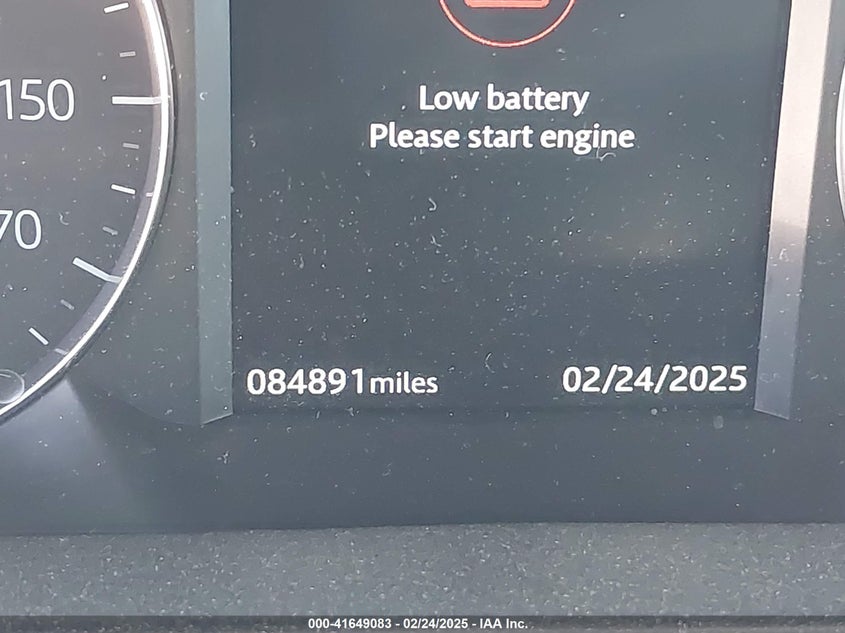 Low battery
Please start engine
150
70
084891miles 02/24/2025
000-41649083 - 02/24/2025 - IAA Inc.